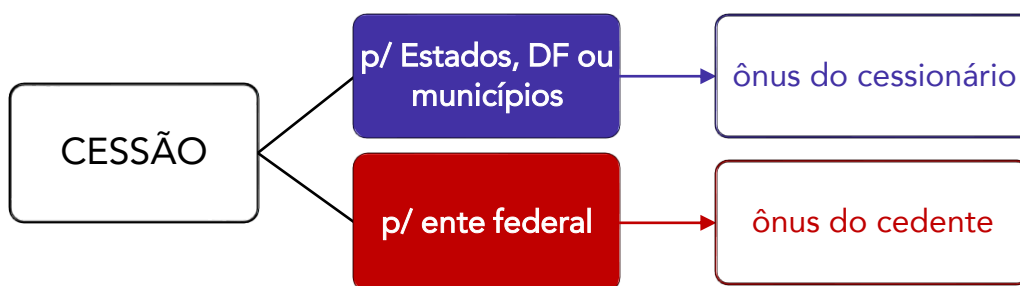 CESSÃO
p/ Estados, DF ou
municípios
ônus do cessionário
p/ ente federal
ônus do cedente